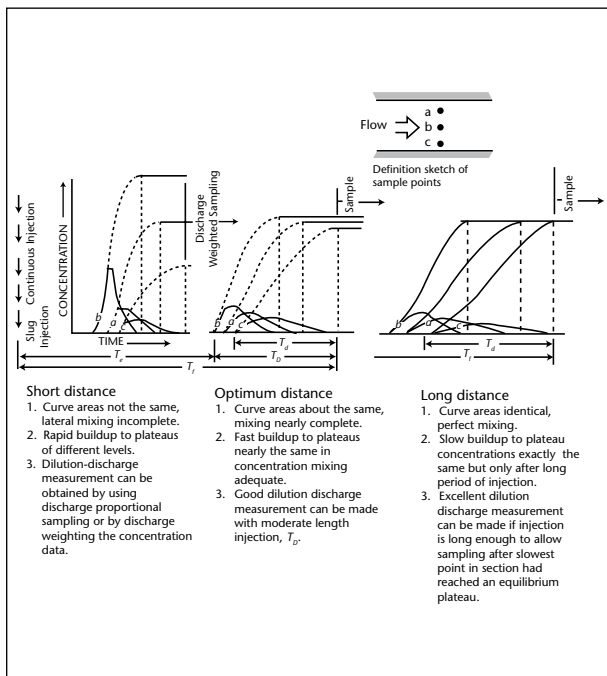 a
Flow
b
c
Definition sketch of
sample points
Slug Injection
Continuous Injection
CONCENTRATION
b
a
c
TIME
Discharge
Weighted Sampling
b
a
c
Sample
b
a
c
Sample
T_e
T_f
T_d
T_D
T_d
T_f
Short distance
1. Curve areas not the same,
lateral mixing incomplete.
2. Rapid buildup to plateaus
of different levels.
3. Dilution-discharge
measurement can be
obtained by using
discharge proportional
sampling or by discharge
weighting the concentration
data.
Optimum distance
1. Curve areas about the same,
mixing nearly complete.
2. Fast buildup to plateaus
nearly the same in
concentration mixing
adequate.
3. Good dilution discharge
measurement can be made
with moderate length
injection, T_D.
Long distance
1. Curve areas identical,
perfect mixing.
2. Slow buildup to plateau
concentrations exactly the
same but only after long
period of injection.
3. Excellent dilution
discharge measurement
can be made if injection
is long enough to allow
sampling after slowest
point in section had
reached an equilibrium
plateau.